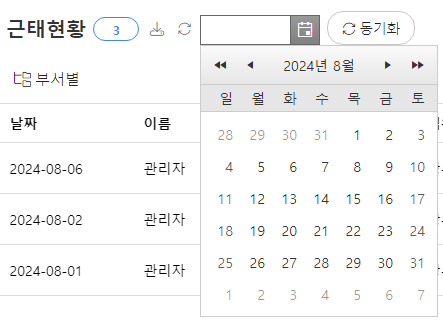 근태현황 3 동기화
부서별
2024년 8월
일 월 화 수 목 금 토
날짜 이름
28 29 30 31 1 2 3
4 5 6 7 8 9 10
11 12 13 14 15 16 17
18 19 20 21 22 23 24
25 26 27 28 29 30 31
1 2 3 4 5 6 7
2024-08-06 관리자
2024-08-02 관리자
2024-08-01 관리자